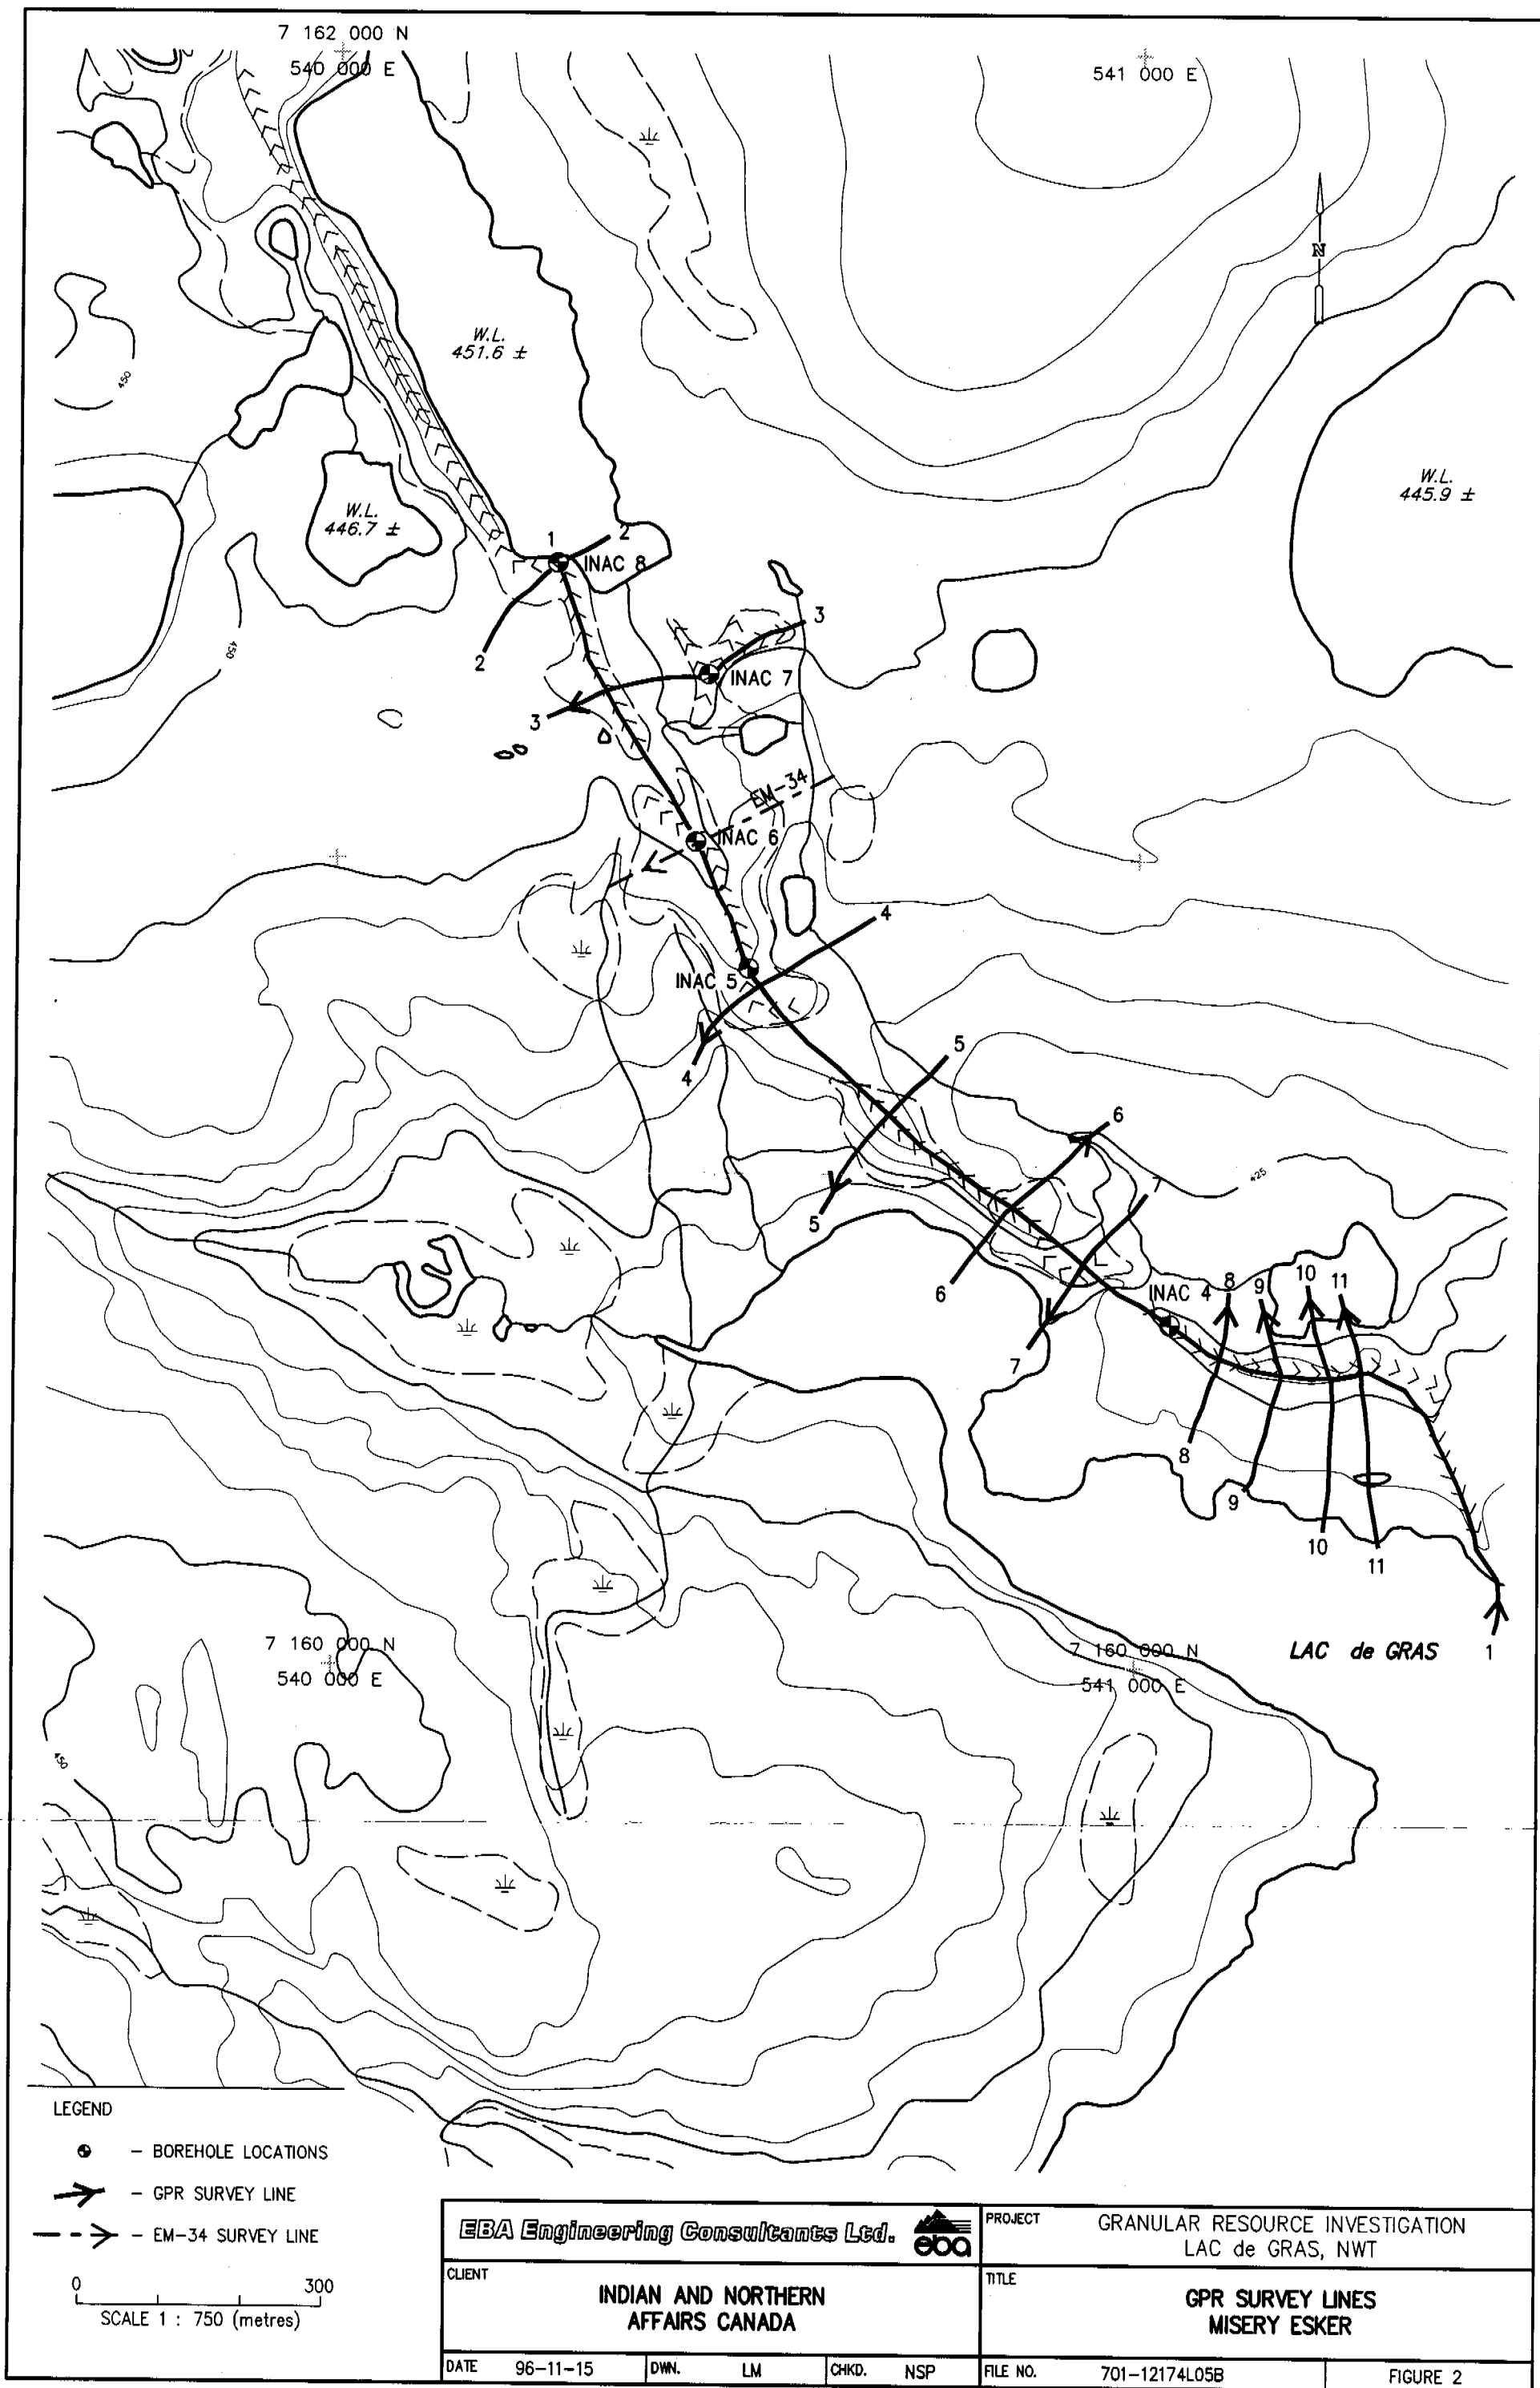 7 162 000 N
540 000 E
541 000 E
N
W.L.
451.6 ±
450
W.L.
445.9 ±
W.L.
446.7 ±
1
2
INAC 8
3
450
2
INAC 7
3
EM-34
INAC 6
4
INAC 5
5
4
6
7
425
5
6
INAC 4
8
9
10
11
7
8
9
10
11
7 160 000 N
540 000 E
7 160 000 N
541 000 E
LAC de GRAS
1
450
LEGEND
- BOREHOLE LOCATIONS
- GPR SURVEY LINE
- EM-34 SURVEY LINE
0 300
SCALE 1 : 750 (metres)
EBA Engineering Consultants Ltd.
eba
PROJECT
GRANULAR RESOURCE INVESTIGATION
LAC de GRAS, NWT
CLIENT
INDIAN AND NORTHERN
AFFAIRS CANADA
TITLE
GPR SURVEY LINES
MISERY ESKER
DATE 96-11-15 DWN. LM CHKD. NSP FILE NO. 701-12174L05B FIGURE 2